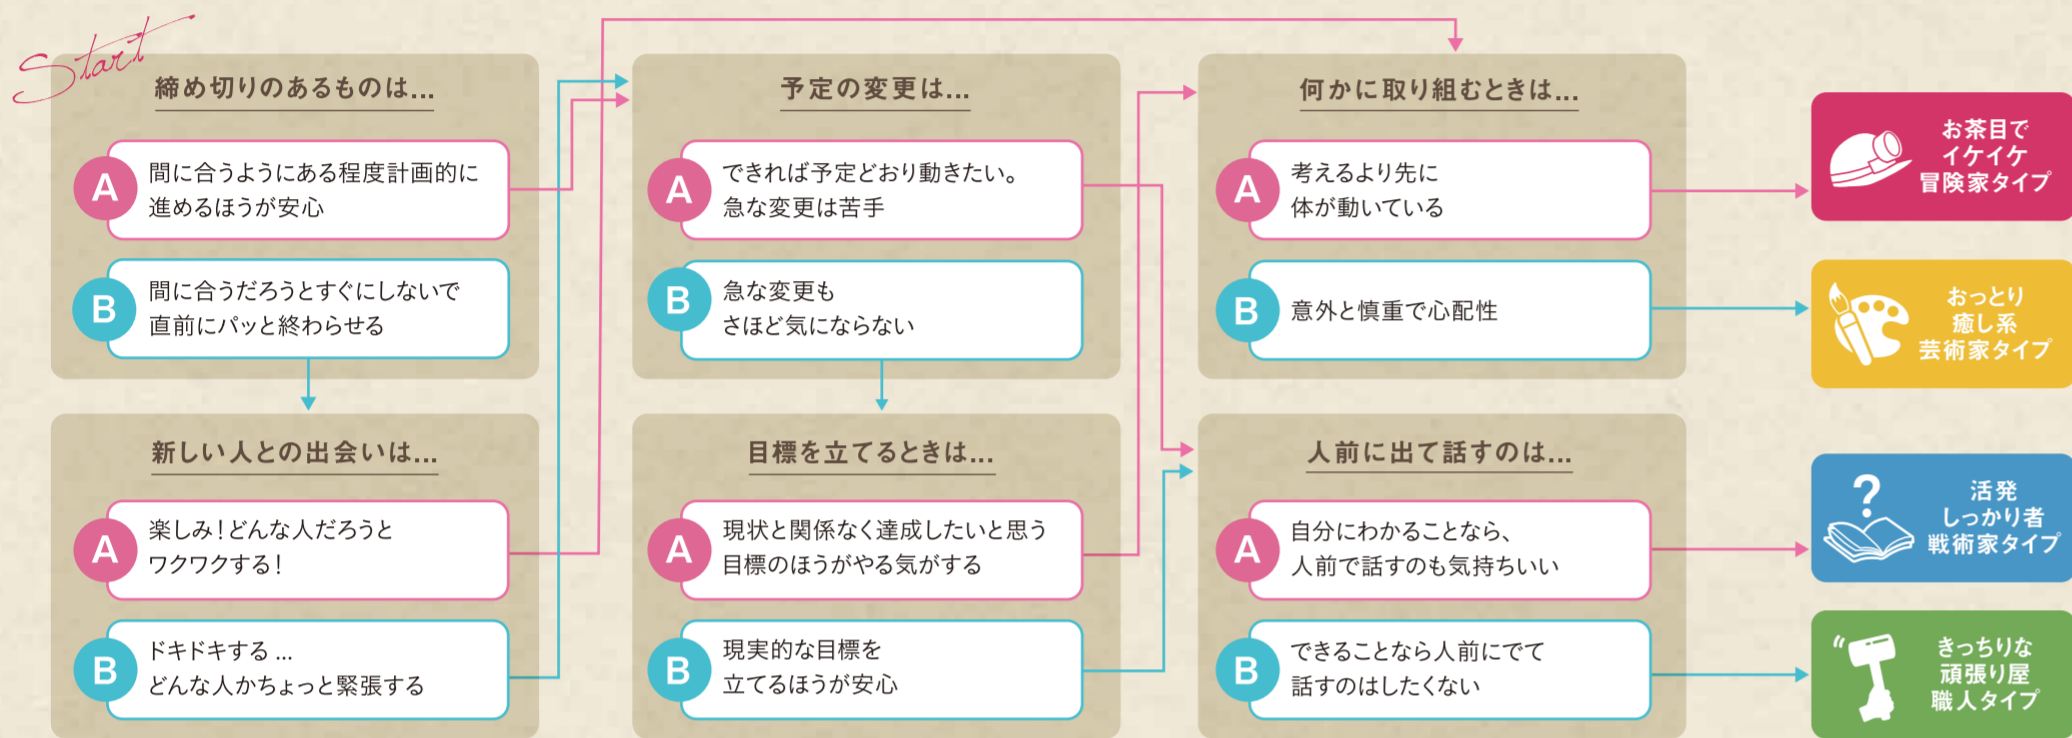 Start
締め切りのあるものは...
A
間に合うようにある程度計画的に
進めるほうが安心
B
間に合うだろうとすぐにしないで
直前にパッと終わらせる
新しい人との出会いは...
A
楽しみ！どんな人だろうと
ワクワクする！
B
ドキドキする ...
どんな人かちょっと緊張する
予定の変更は...
A
できれば予定どおり動きたい。
急な変更は苦手
B
急な変更も
さほど気にならない
目標を立てるときは...
A
現状と関係なく達成したいと思う
目標のほうがやる気がする
B
現実的な目標を
立てるほうが安心
何かに取り組むときは...
A
考えるより先に
体が動いている
B
意外と慎重で心配性
人前に出て話すのは...
A
自分にわかることなら、
人前で話すのも気持ちいい
B
できることなら人前にでて
話すのはしたくない
お茶目で
イケイケ
冒険家タイプ
おっとり
癒し系
芸術家タイプ
?
活発
しっかり者
戦術家タイプ
きっちりな
頑張り屋
職人タイプ